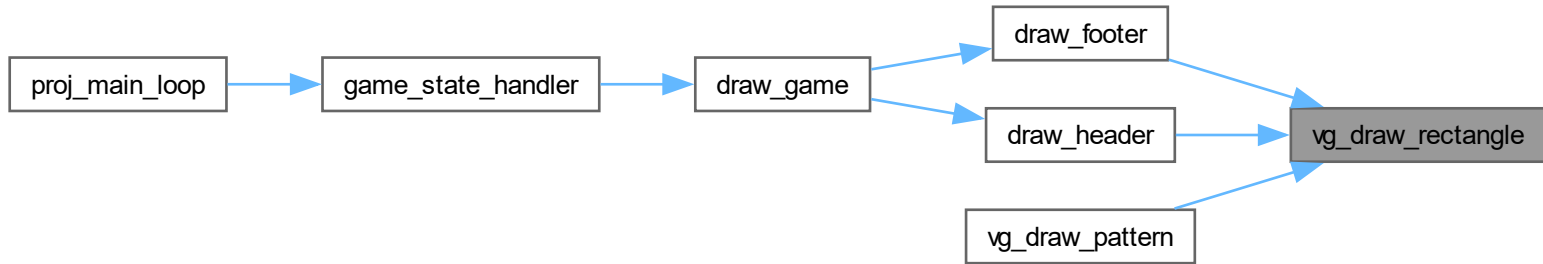 proj_main_loop
game_state_handler
draw_game
draw_footer
draw_header
vg_draw_pattern
vg_draw_rectangle